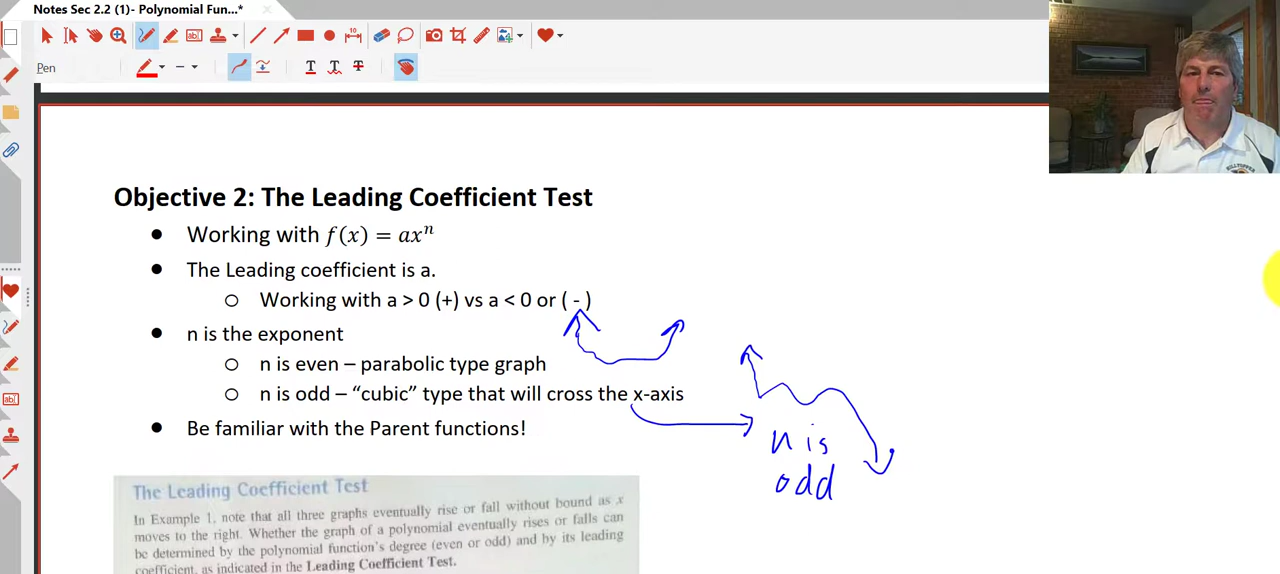 Notes Sec 2.2 (1)- Polynomial Fun...*
Pen
Objective 2: The Leading Coefficient Test
● Working with f(x) = axⁿ
● The Leading coefficient is a.
○ Working with a > 0 (+) vs a < 0 or ( - )
● n is the exponent
○ n is even – parabolic type graph
○ n is odd – “cubic” type that will cross the x-axis
● Be familiar with the Parent functions!
n is
odd
The Leading Coefficient Test
In Example 1, note that all three graphs eventually rise or fall without bound as x
moves to the right. Whether the graph of a polynomial eventually rises or falls can
be determined by the polynomial function's degree (even or odd) and by its leading
coefficient, as indicated in the Leading Coefficient Test.